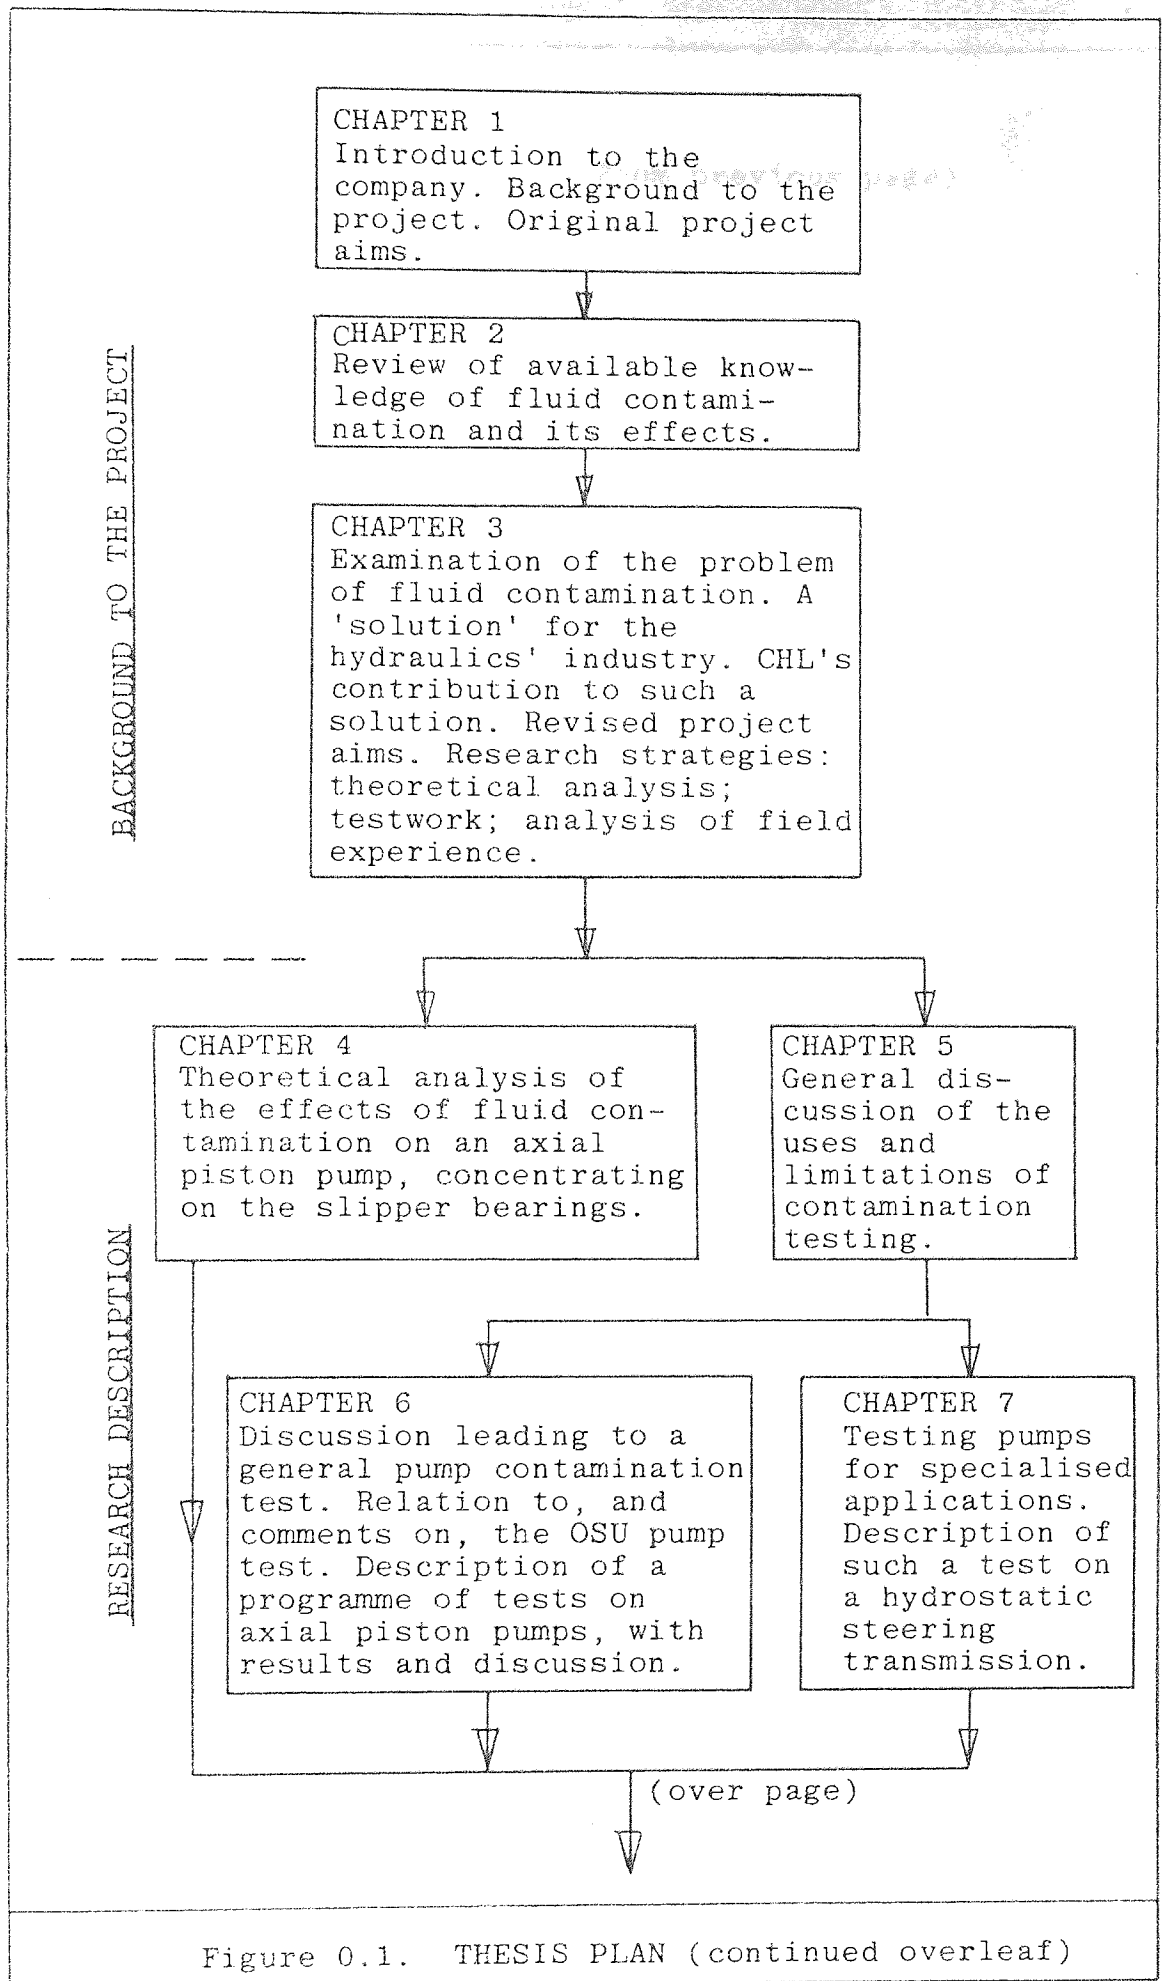 CHAPTER 1
Introduction to the
company. Background to the
project. Original project
aims.
previous page)
CHAPTER 2
Review of available know-
ledge of fluid contami-
nation and its effects.
BACKGROUND TO THE PROJECT
CHAPTER 3
Examination of the problem
of fluid contamination. A
'solution' for the
hydraulics' industry. CHL's
contribution to such a
solution. Revised project
aims. Research strategies:
theoretical analysis;
testwork; analysis of field
experience.
CHAPTER 4
Theoretical analysis of
the effects of fluid con-
tamination on an axial
piston pump, concentrating
on the slipper bearings.
CHAPTER 5
General dis-
cussion of the
uses and
limitations of
contamination
testing.
RESEARCH DESCRIPTION
CHAPTER 6
Discussion leading to a
general pump contamination
test. Relation to, and
comments on, the OSU pump
test. Description of a
programme of tests on
axial piston pumps, with
results and discussion.
CHAPTER 7
Testing pumps
for specialised
applications.
Description of
such a test on
a hydrostatic
steering
transmission.
(over page)
Figure 0.1. THESIS PLAN (continued overleaf)